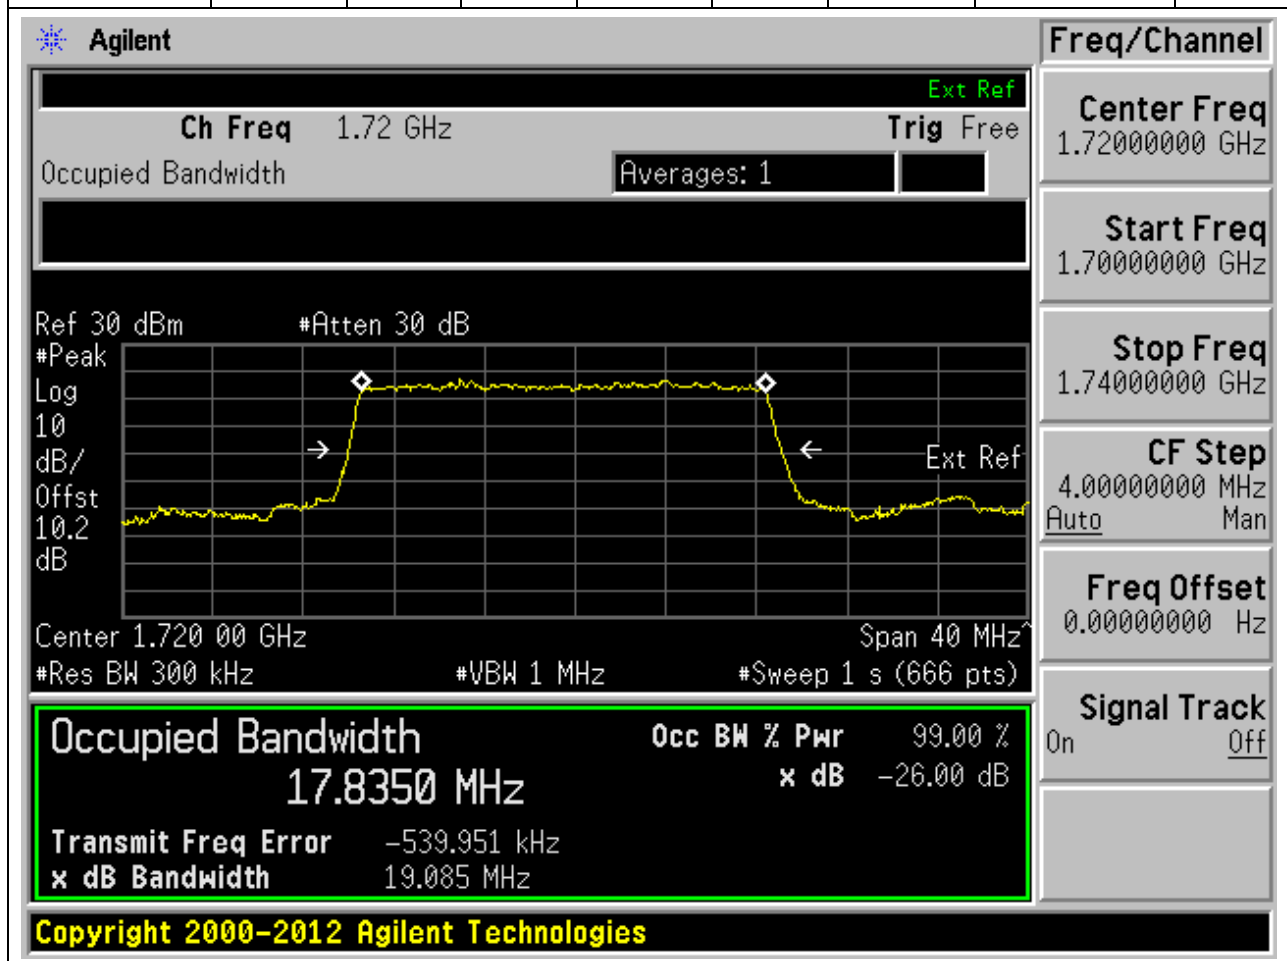 Agilent
Freq/Channel
Ext Ref
Ch Freq 1.72 GHz Trig Free
Occupied Bandwidth Averages: 1
Center Freq
1.72000000 GHz
Start Freq
1.70000000 GHz
Stop Freq
1.74000000 GHz
CF Step
4.00000000 MHz
Auto Man
Freq Offset
0.00000000 Hz
Signal Track
On Off
Ref 30 dBm #Atten 30 dB
#Peak
Log
10
dB/
Offst
10.2
dB
Ext Ref
Center 1.720 00 GHz Span 40 MHz^
#Res BW 300 kHz #VBW 1 MHz #Sweep 1 s (666 pts)
Occupied Bandwidth Occ BW % Pwr 99.00 %
17.8350 MHz x dB -26.00 dB
Transmit Freq Error -539.951 kHz
x dB Bandwidth 19.085 MHz
Copyright 2000-2012 Agilent Technologies